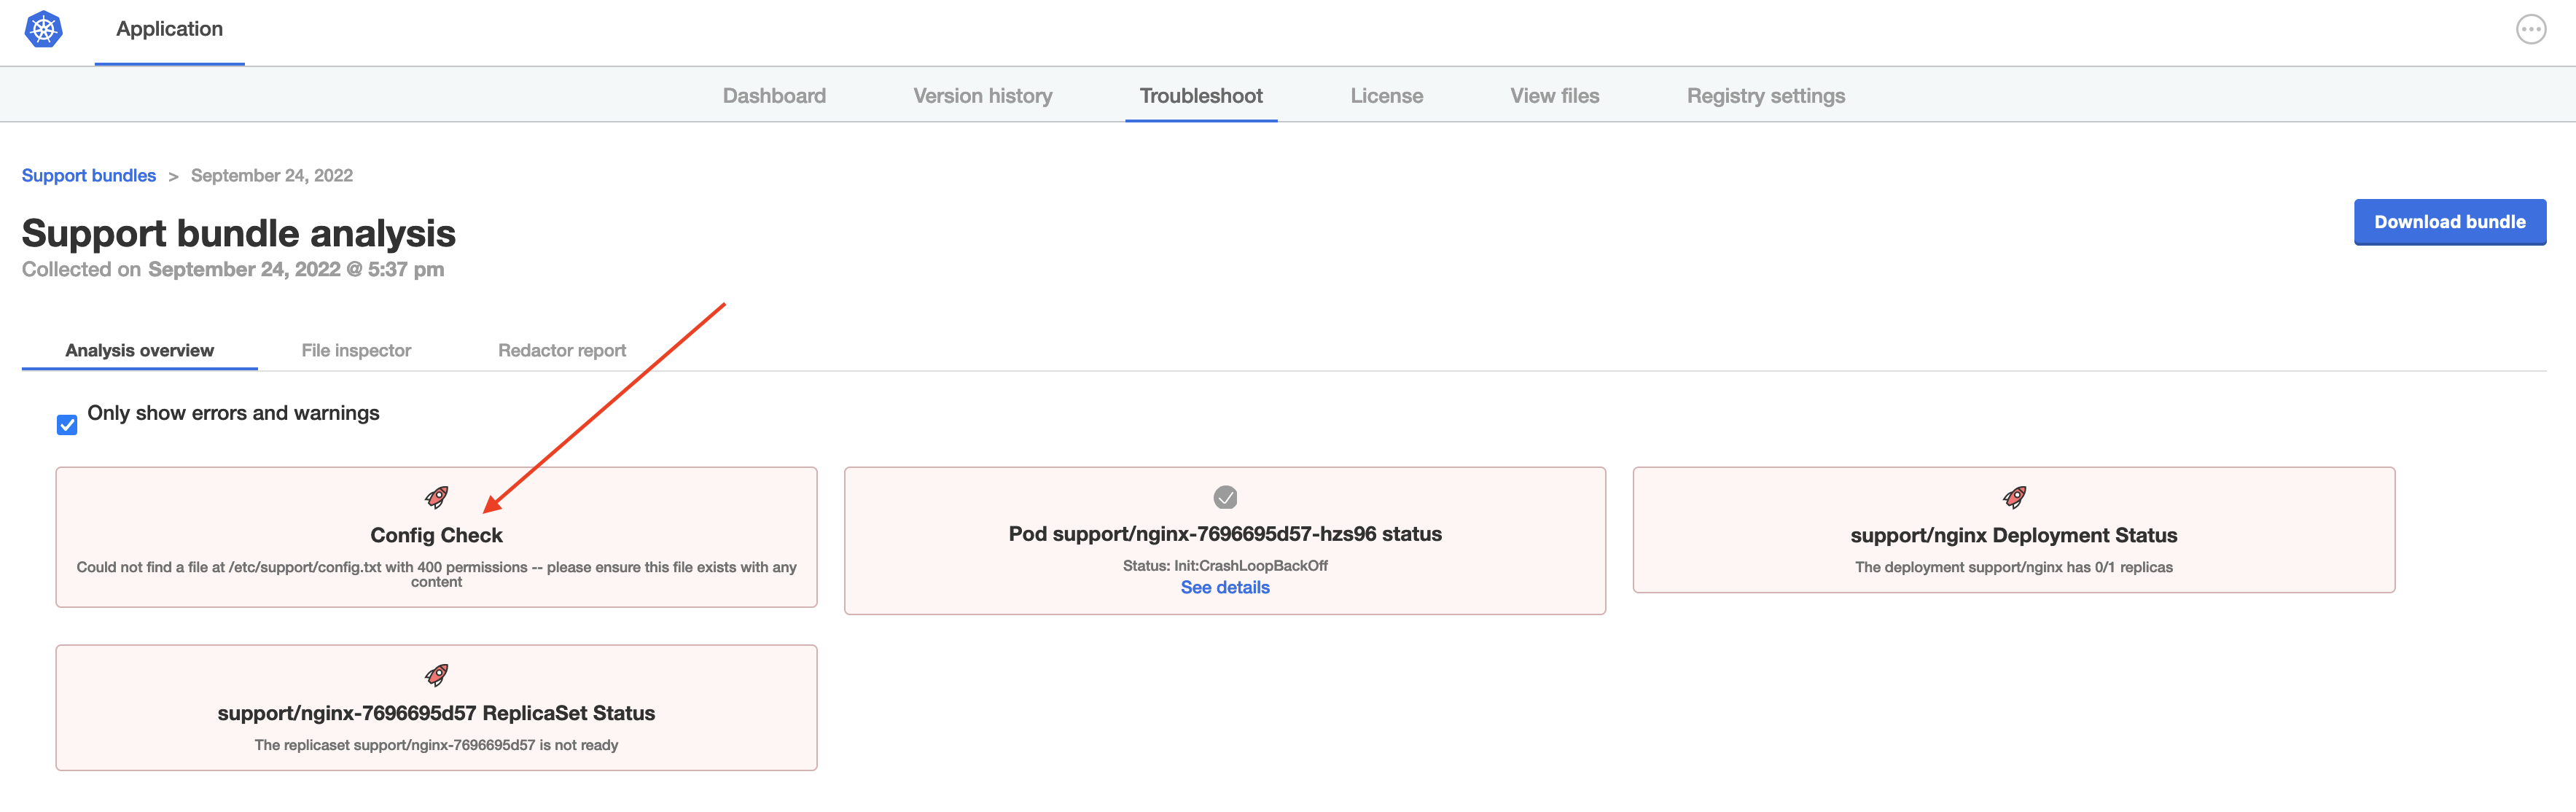 Application
Dashboard
Version history
Troubleshoot
License
View files
Registry settings
Support bundles > September 24, 2022
Support bundle analysis
Download bundle
Collected on September 24, 2022 @ 5:37 pm
Analysis overview
File inspector
Redactor report
Only show errors and warnings
Config Check
Could not find a file at /etc/support/config.txt with 400 permissions -- please ensure this file exists with any
content
Pod support/nginx-7696695d57-hzs96 status
Status: Init:CrashLoopBackOff
See details
support/nginx Deployment Status
The deployment support/nginx has 0/1 replicas
support/nginx-7696695d57 ReplicaSet Status
The replicaset support/nginx-7696695d57 is not ready